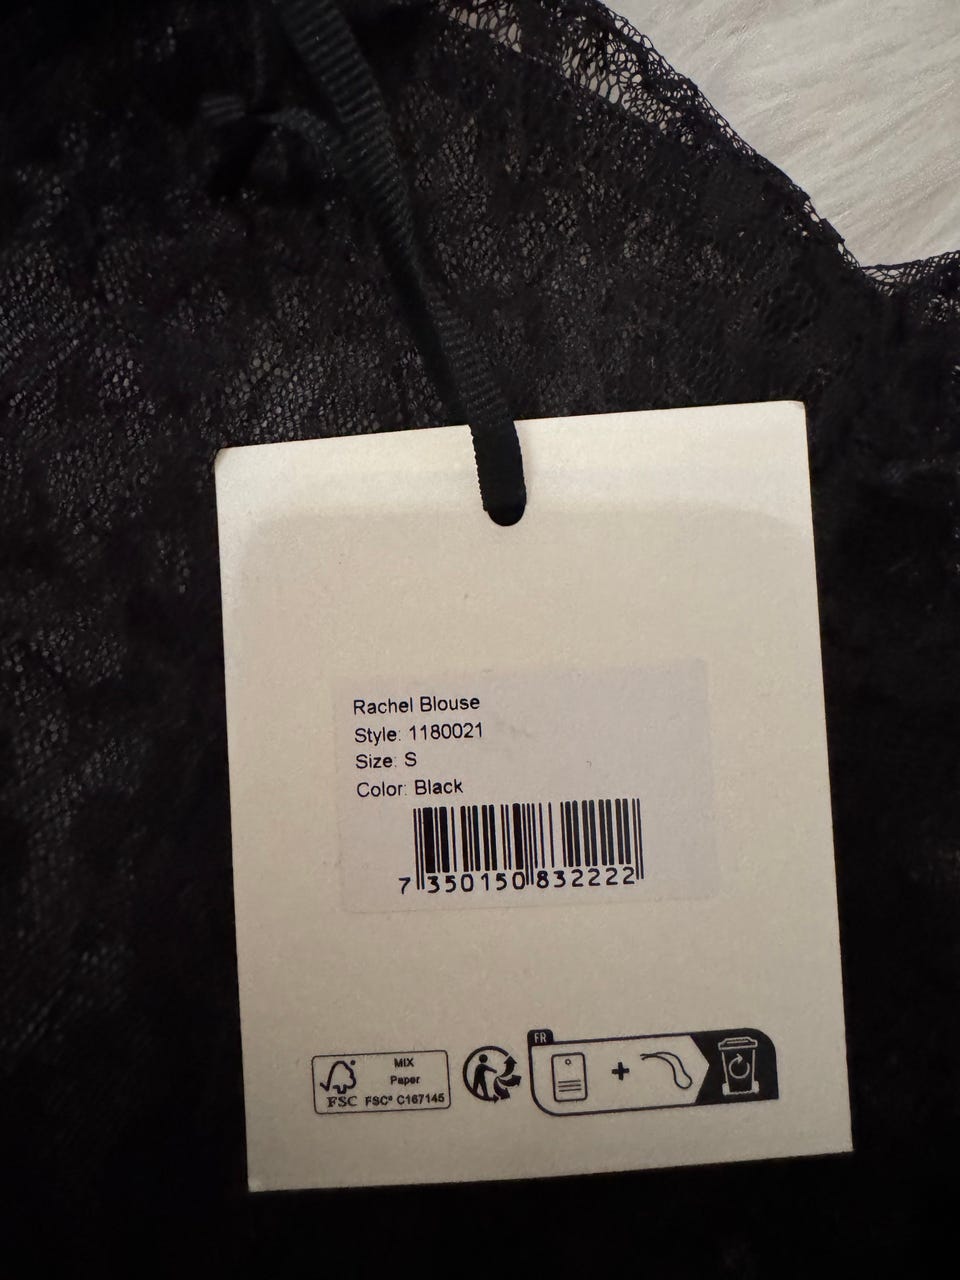 Rachel Blouse
Style: 1180021
Size: S
Color: Black
7 350150 832222
FR
MIX
Paper
FSC FSC® C167145